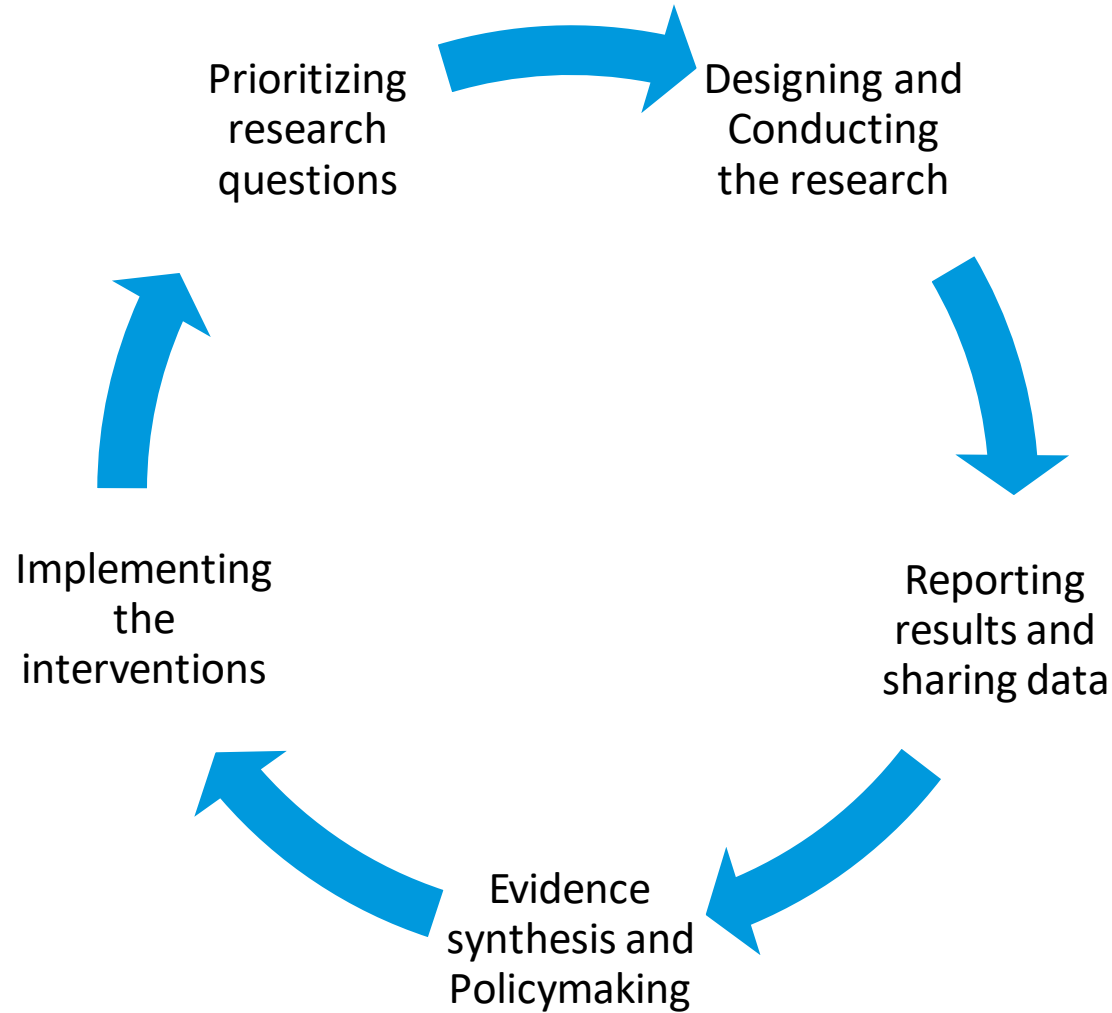 Prioritizing
research
questions
Designing and
Conducting
the research
Reporting
results and
sharing data
Evidence
synthesis and
Policymaking
Implementing
the
interventions